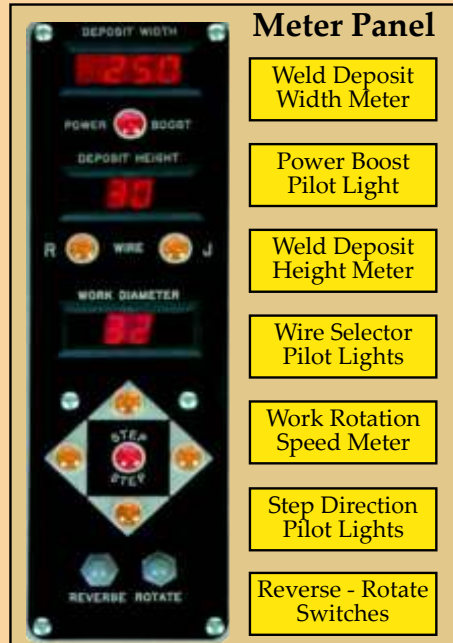 Meter Panel
DEPOSIT WIDTH
250
POWER BOOST
DEPOSIT HEIGHT
30
R WIRE J
WORK DIAMETER
32
STEP
STEP
REVERSE ROTATE
Weld Deposit
Width Meter
Power Boost
Pilot Light
Weld Deposit
Height Meter
Wire Selector
Pilot Lights
Work Rotation
Speed Meter
Step Direction
Pilot Lights
Reverse - Rotate
Switches